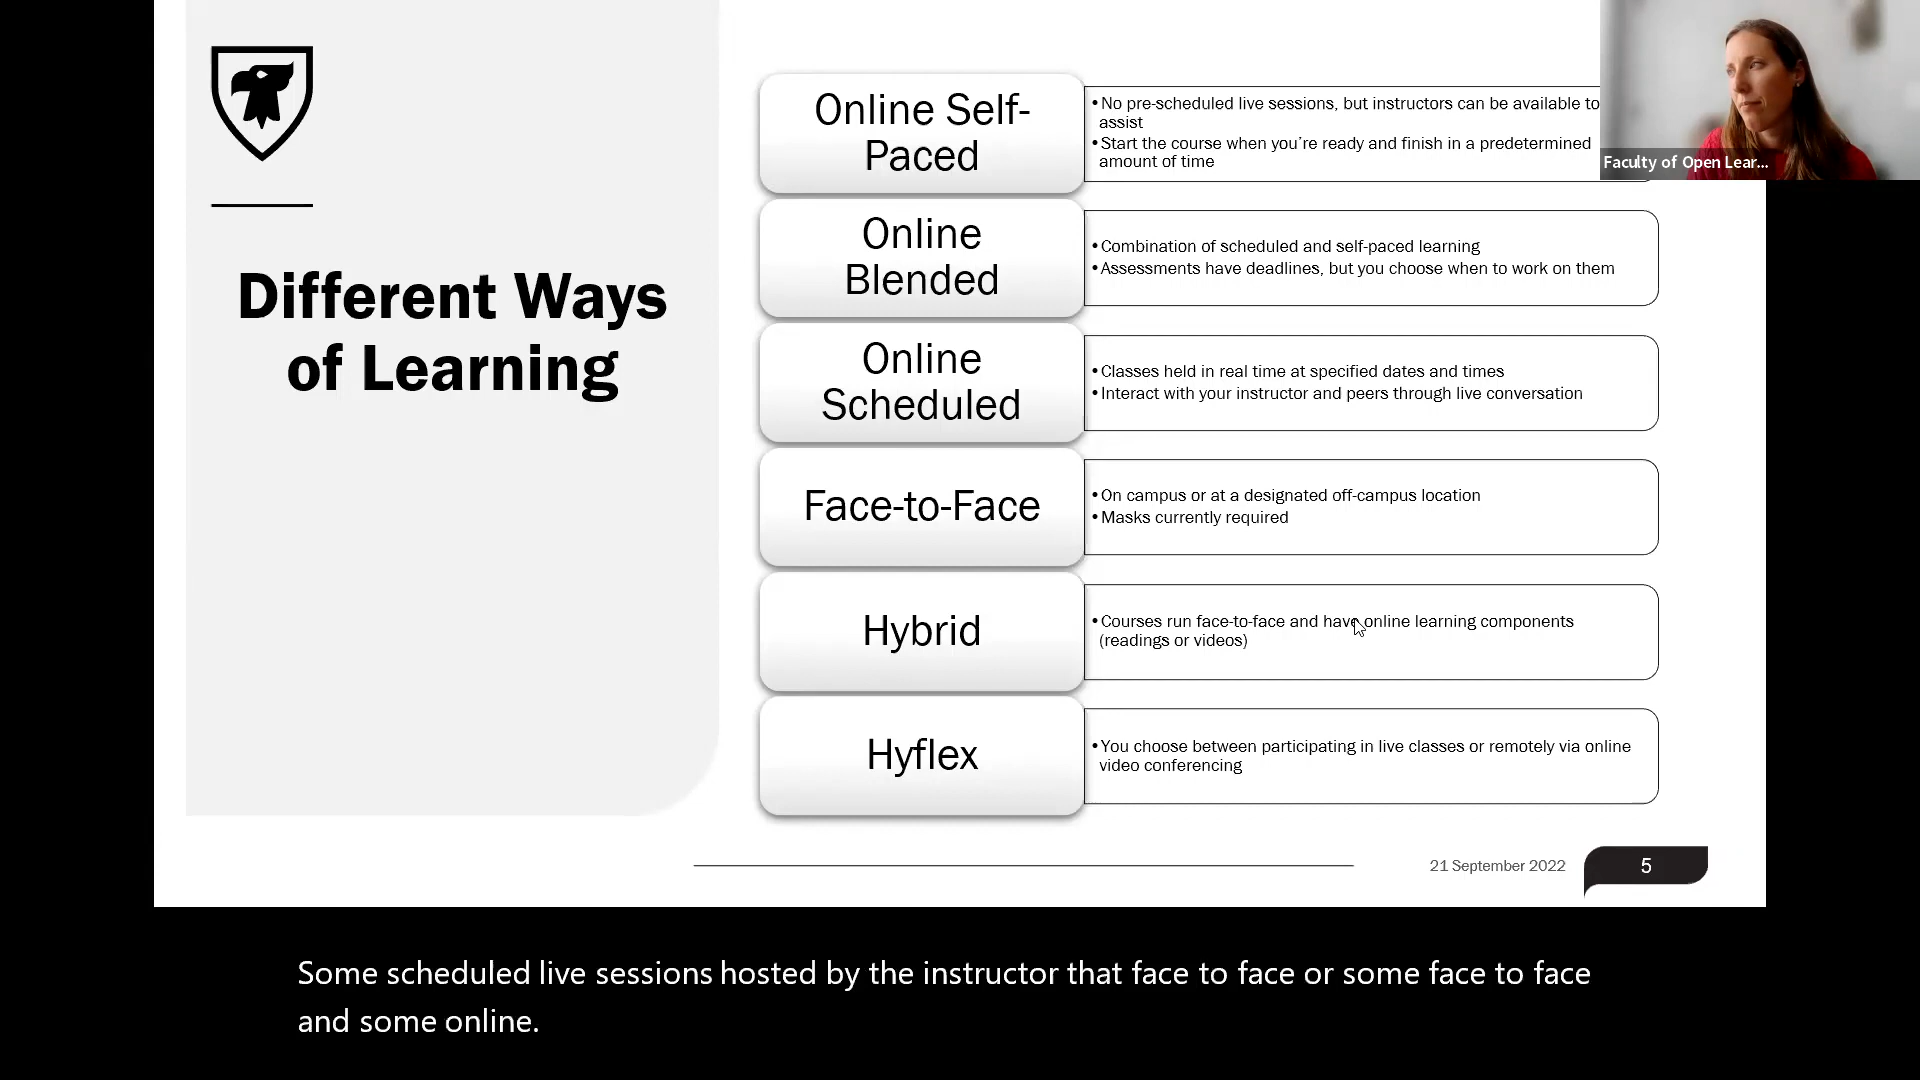 Different Ways
of Learning
Online Self-
Paced
•No pre-scheduled live sessions, but instructors can be available to
assist
•Start the course when you're ready and finish in a predetermined
amount of time
Online
Blended
•Combination of scheduled and self-paced learning
•Assessments have deadlines, but you choose when to work on them
Online
Scheduled
•Classes held in real time at specified dates and times
•Interact with your instructor and peers through live conversation
Face-to-Face
•On campus or at a designated off-campus location
•Masks currently required
Hybrid
•Courses run face-to-face and have online learning components
(readings or videos)
Hyflex
•You choose between participating in live classes or remotely via online
video conferencing
21 September 2022
5
Faculty of Open Lear...
Some scheduled live sessions hosted by the instructor that face to face or some face to face
and some online.